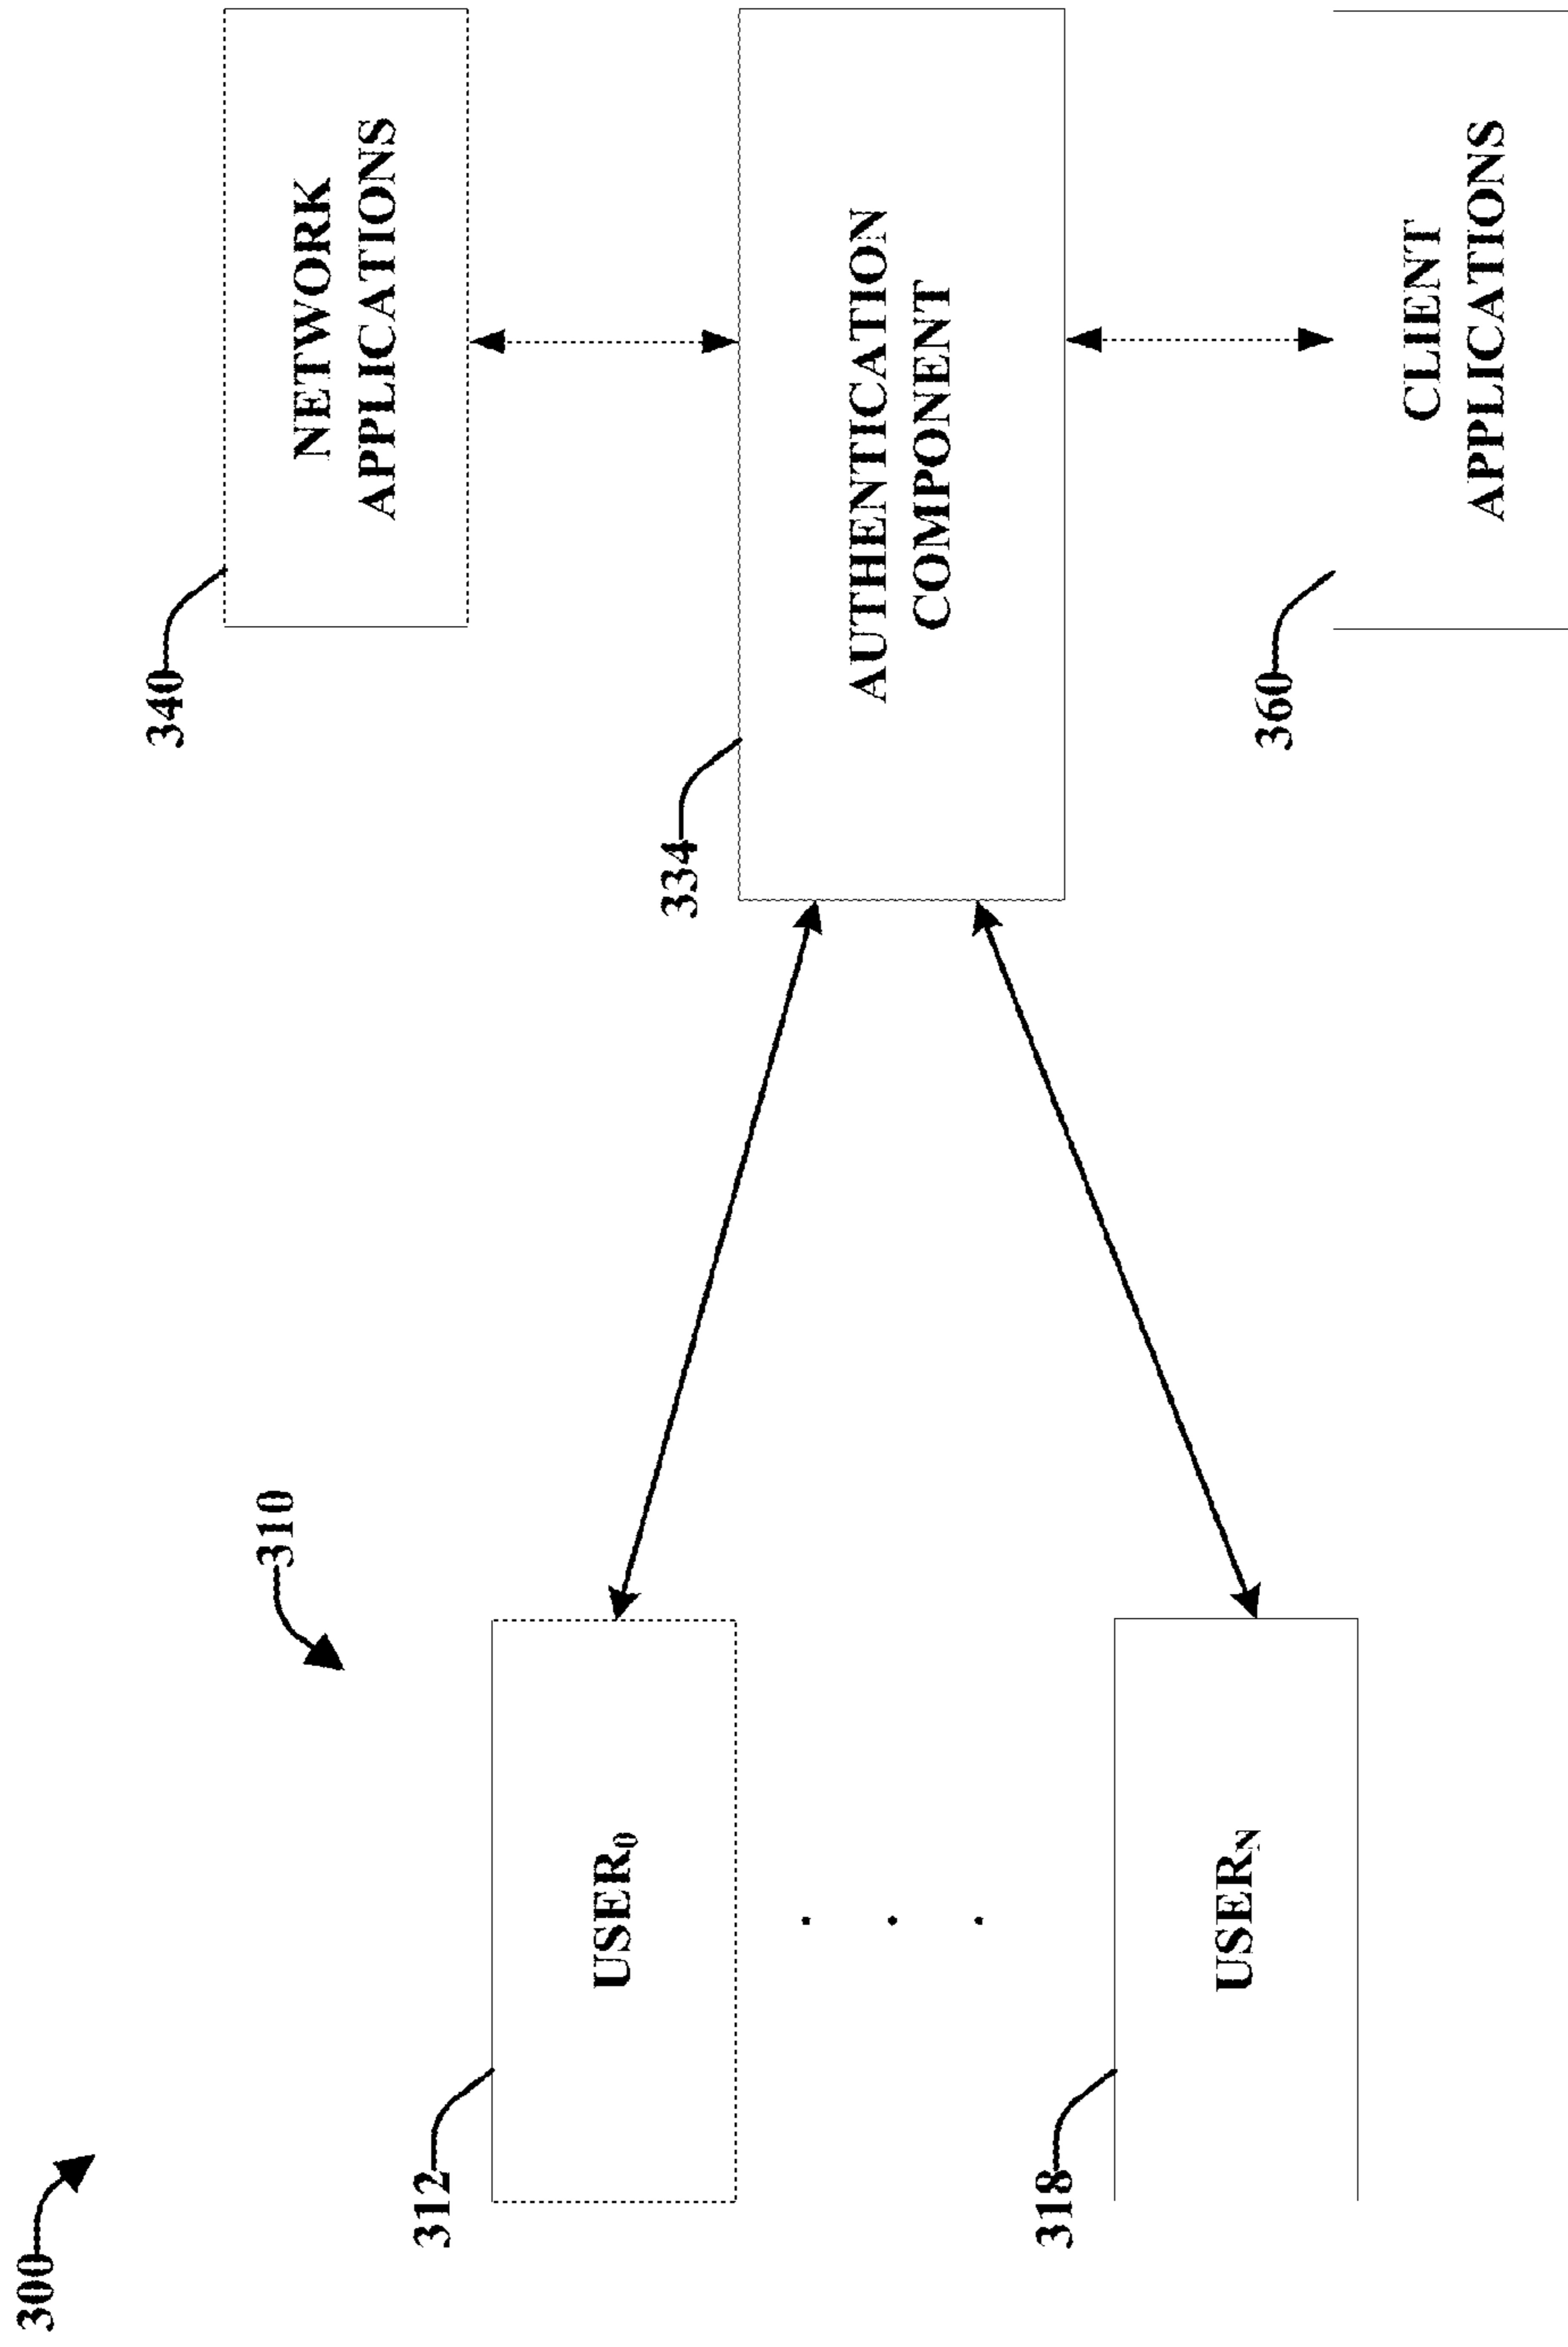 300
310
312
USER0
318
USERN
340
NETWORK
APPLICATIONS
334
AUTHENTICATION
COMPONENT
360
CLIENT
APPLICATIONS